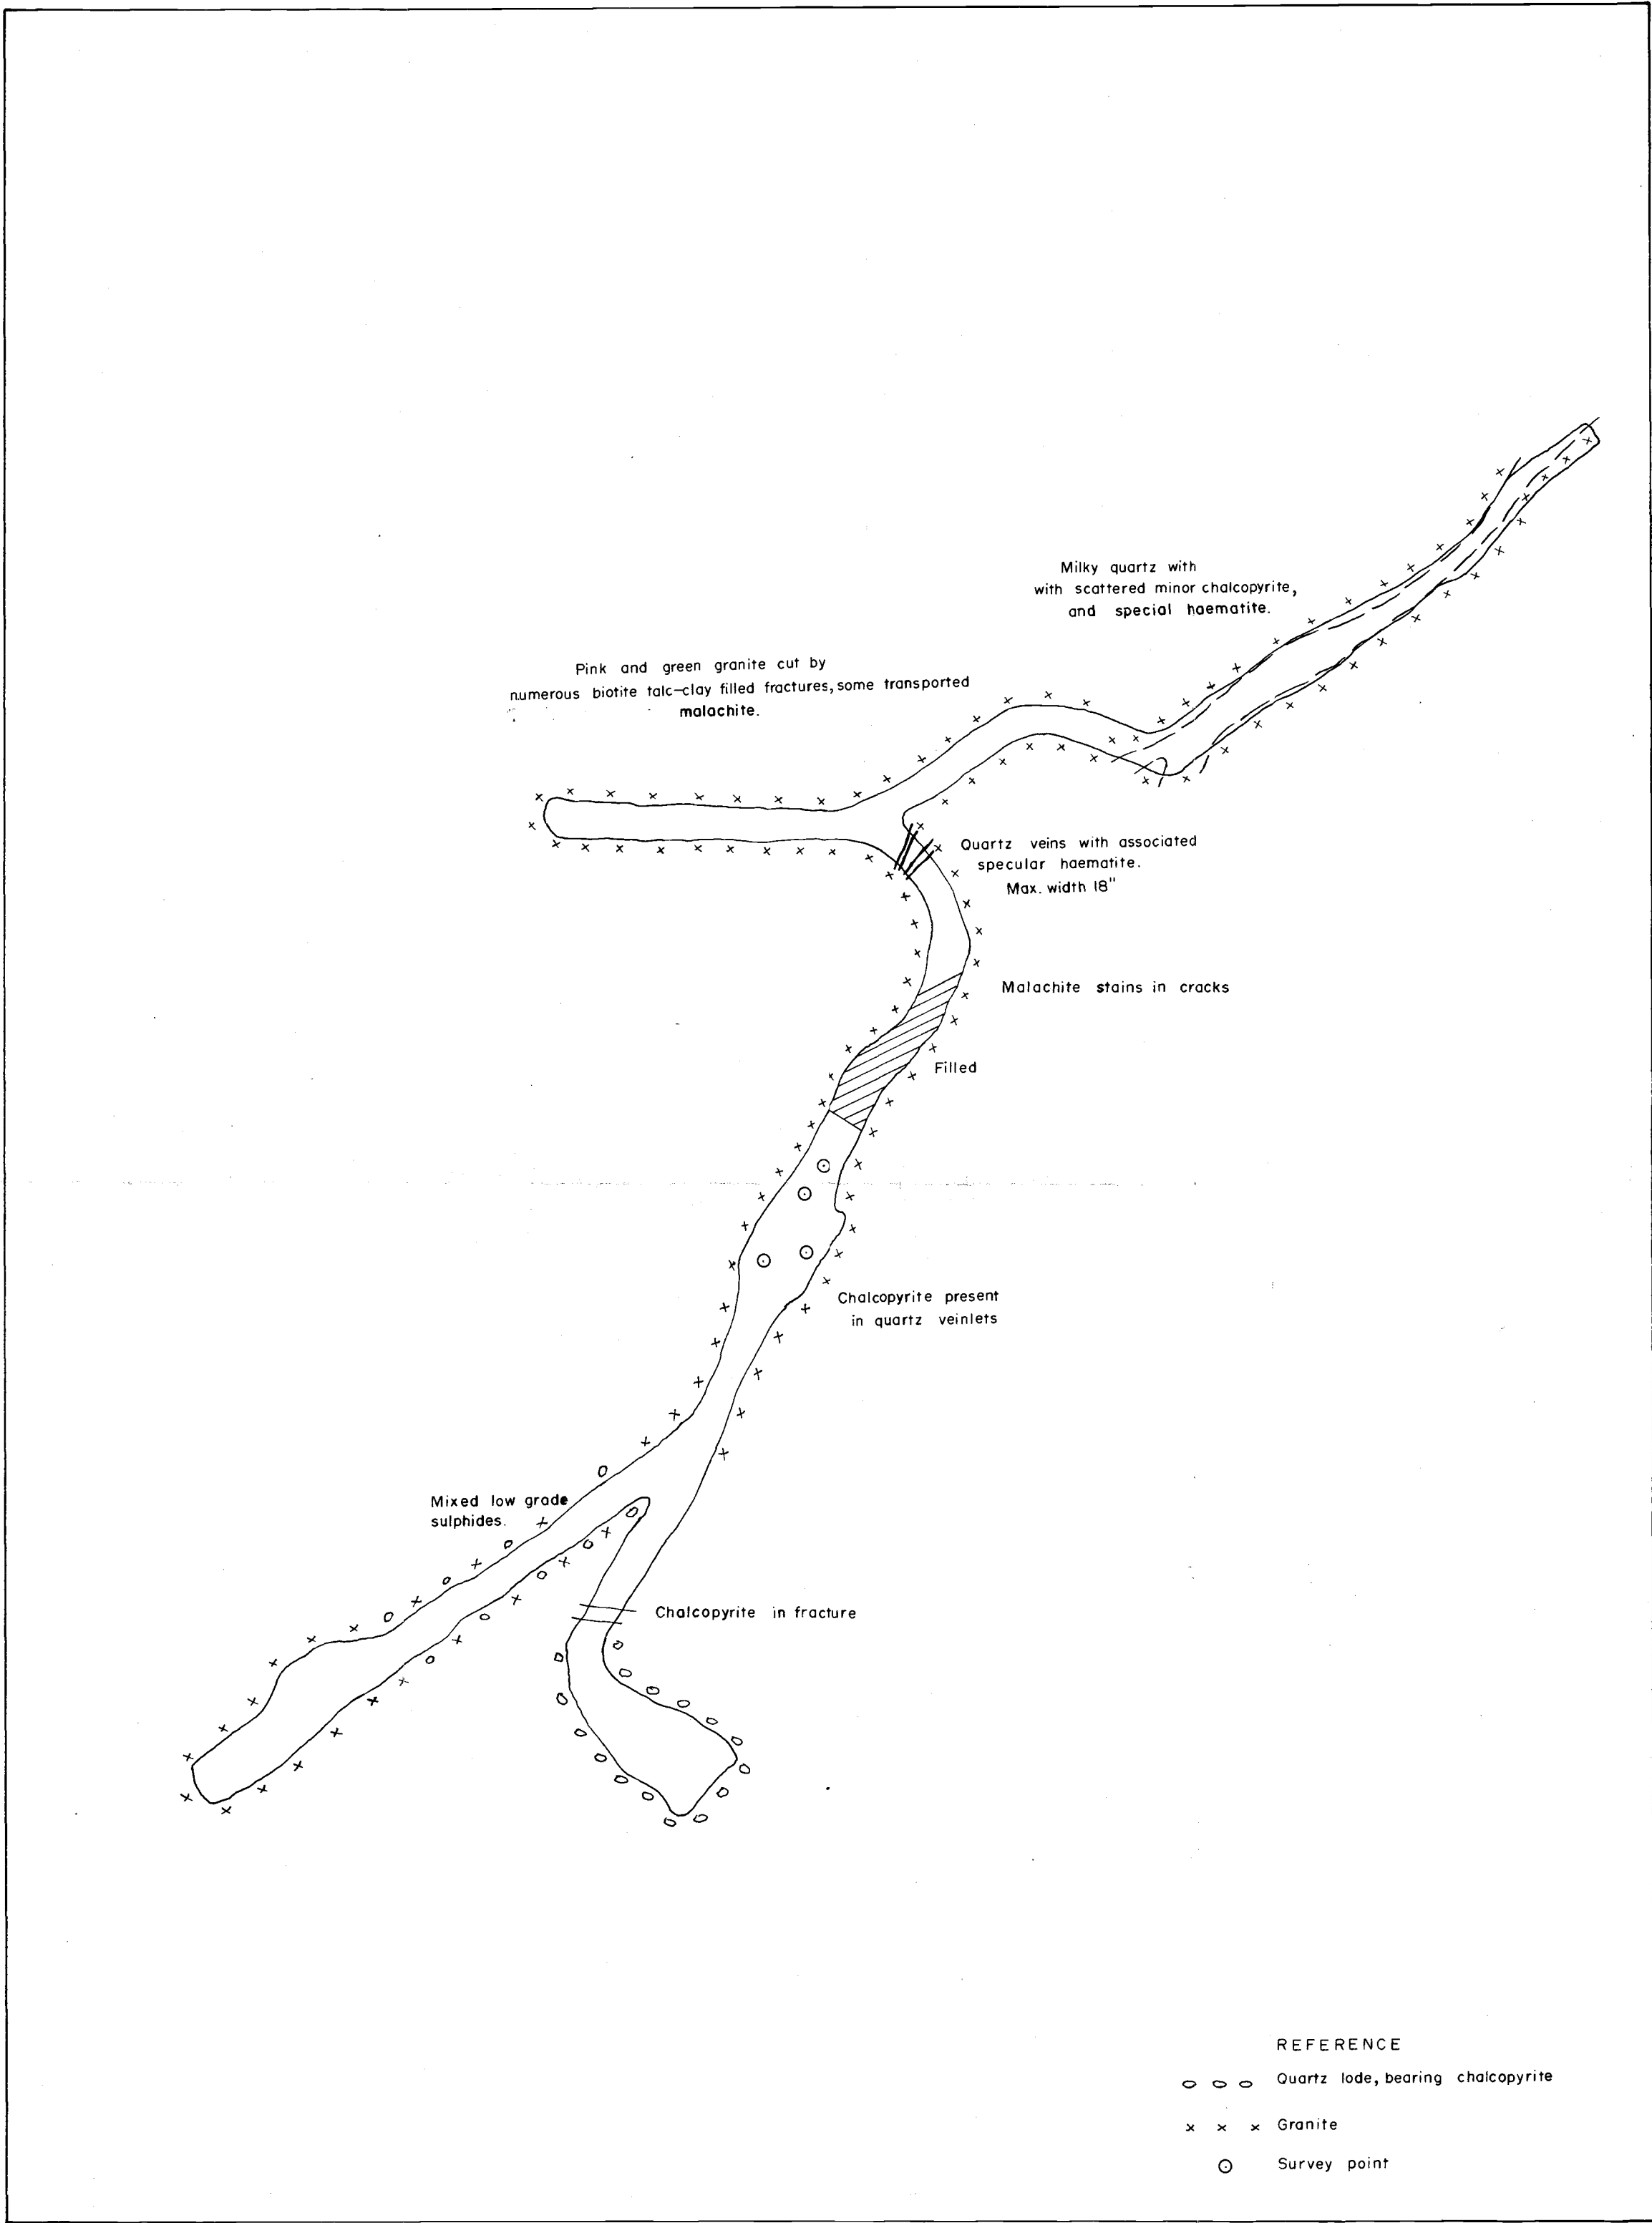 Milky quartz with
with scattered minor chalcopyrite,
and special haematite.
Pink and green granite cut by
numerous biotite talc-clay filled fractures, some transported
malachite.
Quartz veins with associated
specular haematite.
Max. width 18"
Malachite stains in cracks
Filled
Chalcopyrite present
in quartz veinlets
Mixed low grade
sulphides.
Chalcopyrite in fracture
REFERENCE
Quartz lode, bearing chalcopyrite
Granite
Survey point